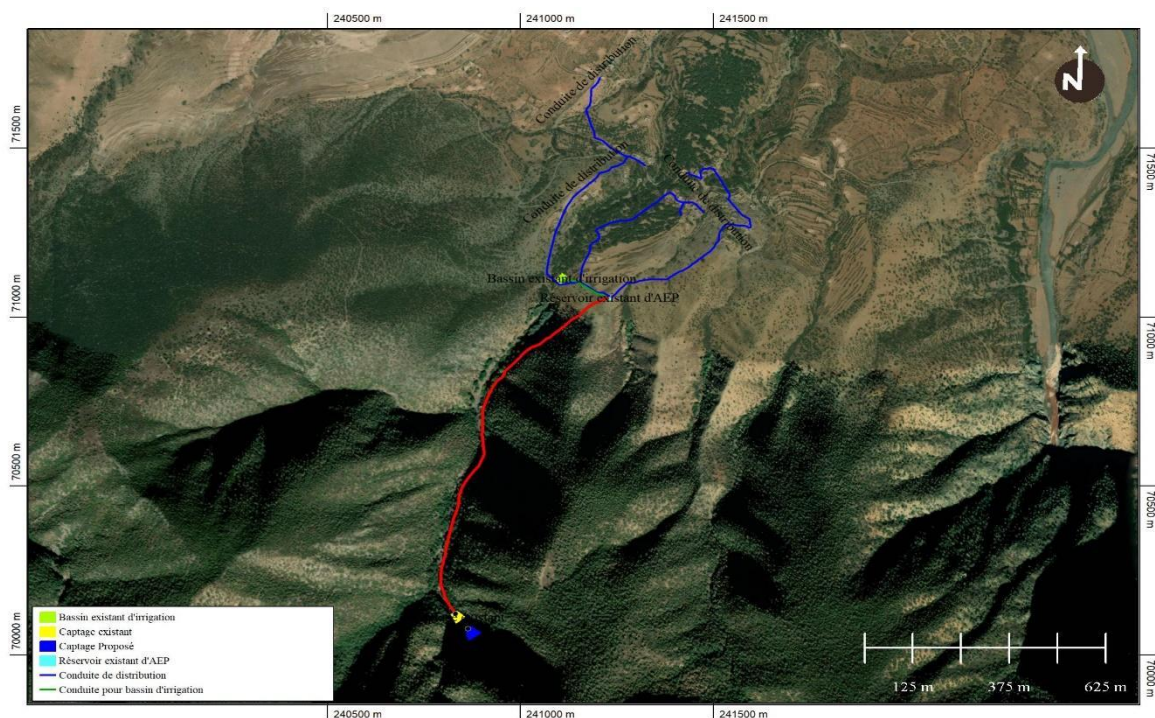 240500 m
241000 m
241500 m
N
Conduite de distribution
71500 m
71500 m
Conduite de distribution
Conduite de distribution
Bassin existant d'irrigation
Réservoir existant d'AEP
71000 m
71000 m
70500 m
70500 m
70000 m
70000 m
Bassin existant d'irrigation
Captage existant
Captage Proposé
Réservoir existant d'AEP
Conduite de distribution
Conduite pour bassin d'irrigation
125 m
375 m
625 m
240500 m
241000 m
241500 m